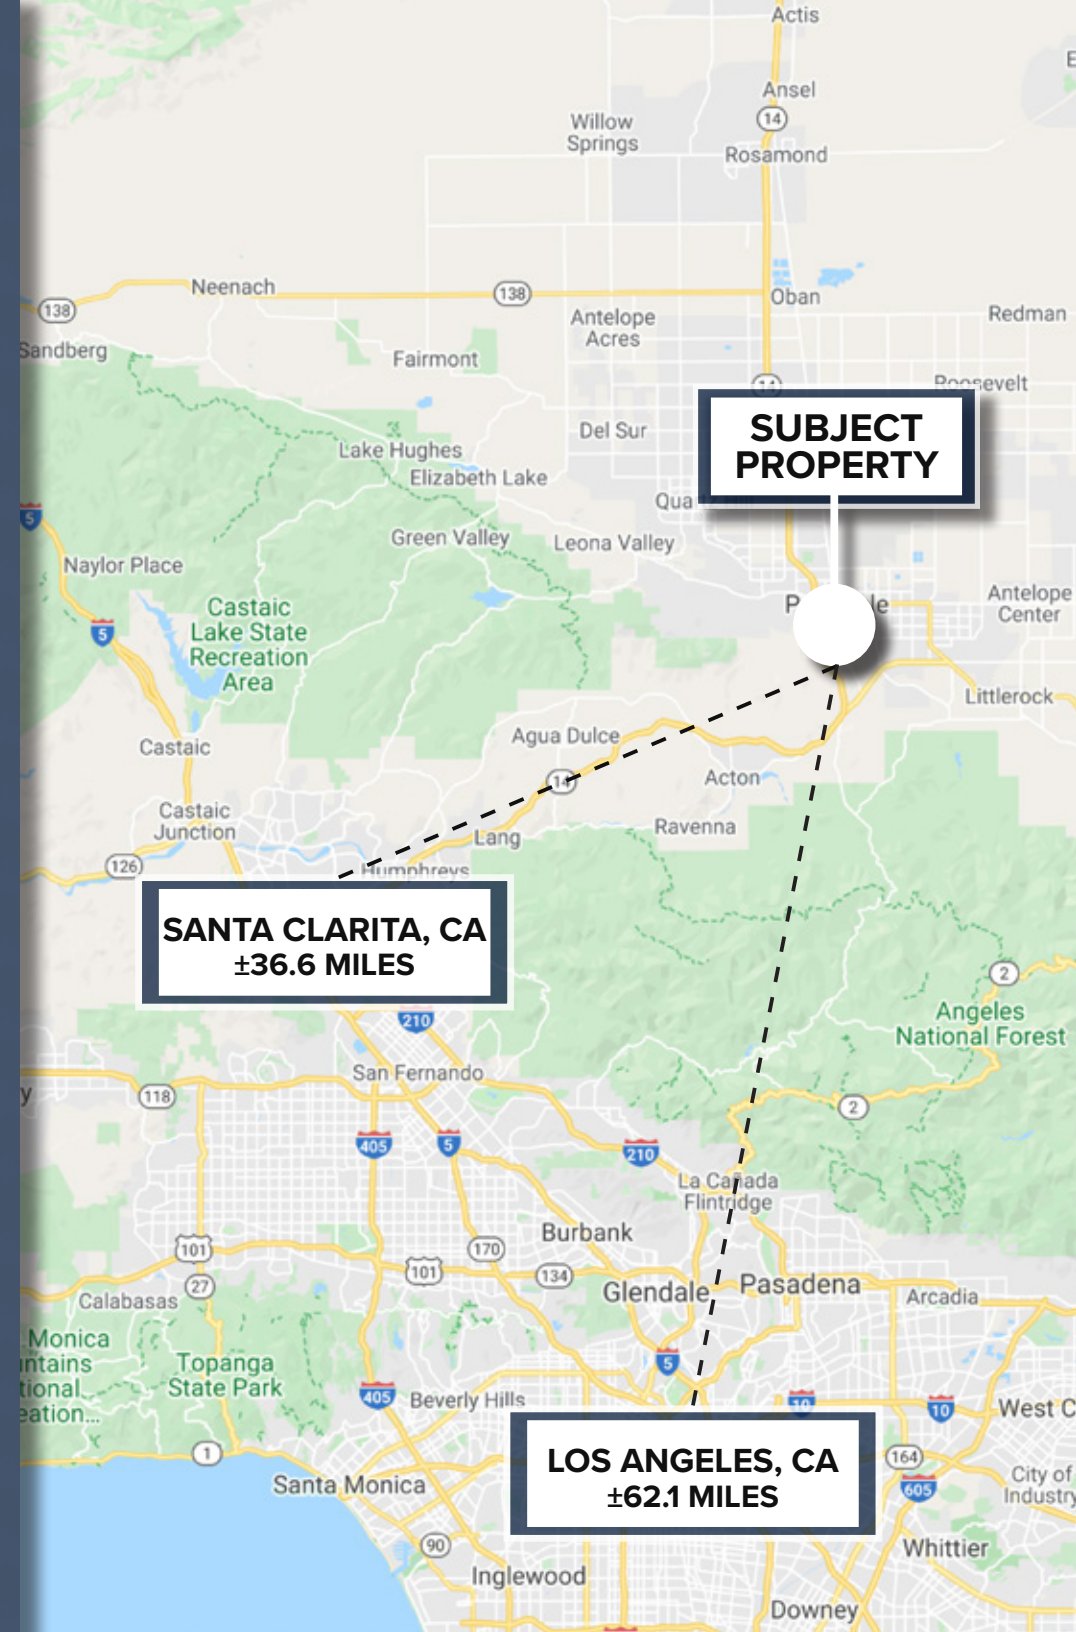 Actis
Ansel
14
Willow
Springs
Rosamond
Neenach
138
138
Oban
Antelope
Acres
Redman
Sandberg
Fairmont
14
Roosevelt
SUBJECT
PROPERTY
Del Sur
Lake Hughes
Elizabeth Lake
5
Green Valley
Leona Valley
Naylor Place
Castaic
Lake State
Recreation
Area
5
Antelope
Center
Littlerock
Agua Dulce
Castaic
14
Acton
Castaic
Junction
Lang
Ravenna
126
Humphreys
SANTA CLARITA, CA
±36.6 MILES
2
Angeles
National Forest
210
San Fernando
118
2
405
5
210
La Cañada
Flintridge
Burbank
101
170
101
134
27
Glendale
Pasadena
Calabasas
Arcadia
Monica
Topanga
State Park
5
405
Beverly Hills
10
10
West C
1
LOS ANGELES, CA
±62.1 MILES
164
Santa Monica
605
City of
Industry
90
Whittier
Inglewood
Downey